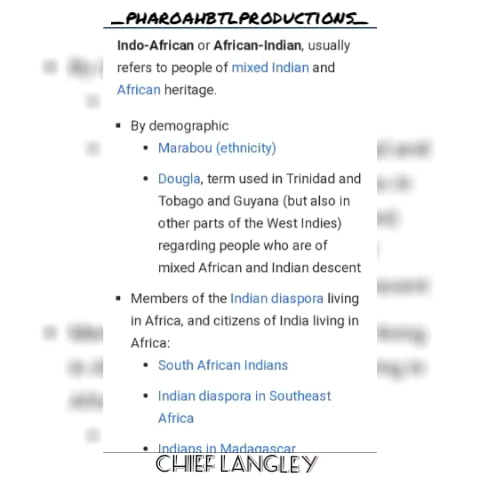 _PHAROAHBTLPRODUCTIONS_
Indo-African or African-Indian, usually
refers to people of mixed Indian and
African heritage.
▪ By demographic
• Marabou (ethnicity)
• Dougla, term used in Trinidad and
Tobago and Guyana (but also in
other parts of the West Indies)
regarding people who are of
mixed African and Indian descent
▪ Members of the Indian diaspora living
in Africa, and citizens of India living in
Africa:
• South African Indians
• Indian diaspora in Southeast
Africa
• Indians in Madagascar
CHIEF LANGLEY